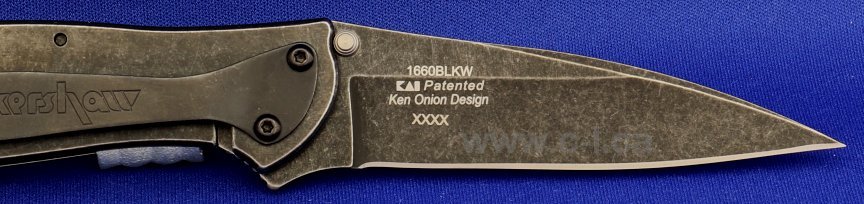 kershaw
1660BLKW
KAI Patented
Ken Onion Design
XXXX